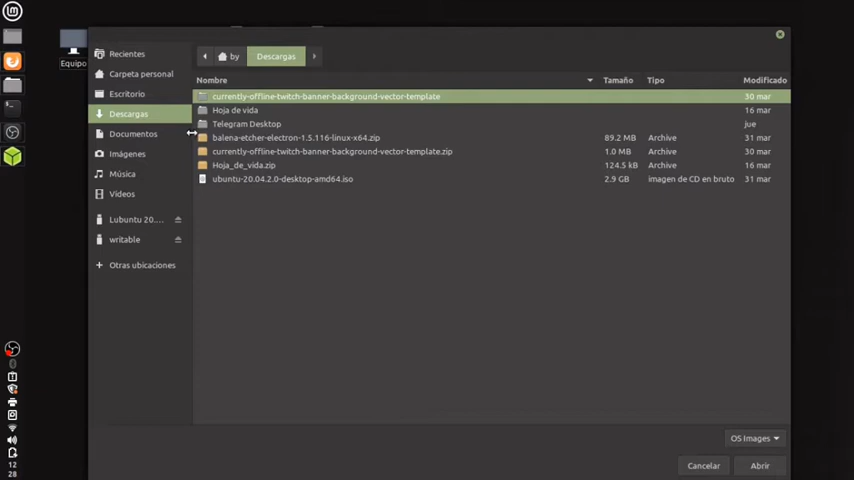 Equipo
Recientes
Carpeta personal
Escritorio
Descargas
Documentos
Imágenes
Música
Vídeos
Lubuntu 20....
writable
+ Otras ubicaciones
by Descargas
Nombre Tamaño Tipo Modificado
currently-offline-twitch-banner-background-vector-template 30 mar
Hoja de vida 16 mar
Telegram Desktop jue
balena-etcher-electron-1.5.116-linux-x64.zip 89.2 MB Archive 31 mar
currently-offline-twitch-banner-background-vector-template.zip 1.0 MB Archive 30 mar
Hoja_de_vida.zip 124.5 kB Archive 16 mar
ubuntu-20.04.2.0-desktop-amd64.iso 2.9 GB imagen de CD en bruto 31 mar
OS Images
Cancelar Abrir
12
28